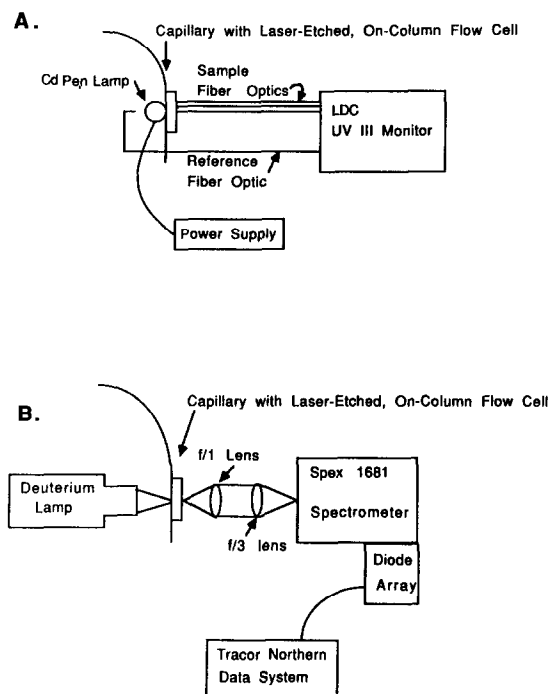 A.
Capillary with Laser-Etched, On-Column Flow Cell
Cd Pen Lamp
Sample
Fiber Optics
LDC
UV III Monitor
Reference
Fiber Optic
Power Supply
B.
Capillary with Laser-Etched, On-Column Flow Cell
f/1 Lens
Deuterium
Lamp
Spex 1681
Spectrometer
f/3 lens
Diode
Array
Tracor Northern
Data System